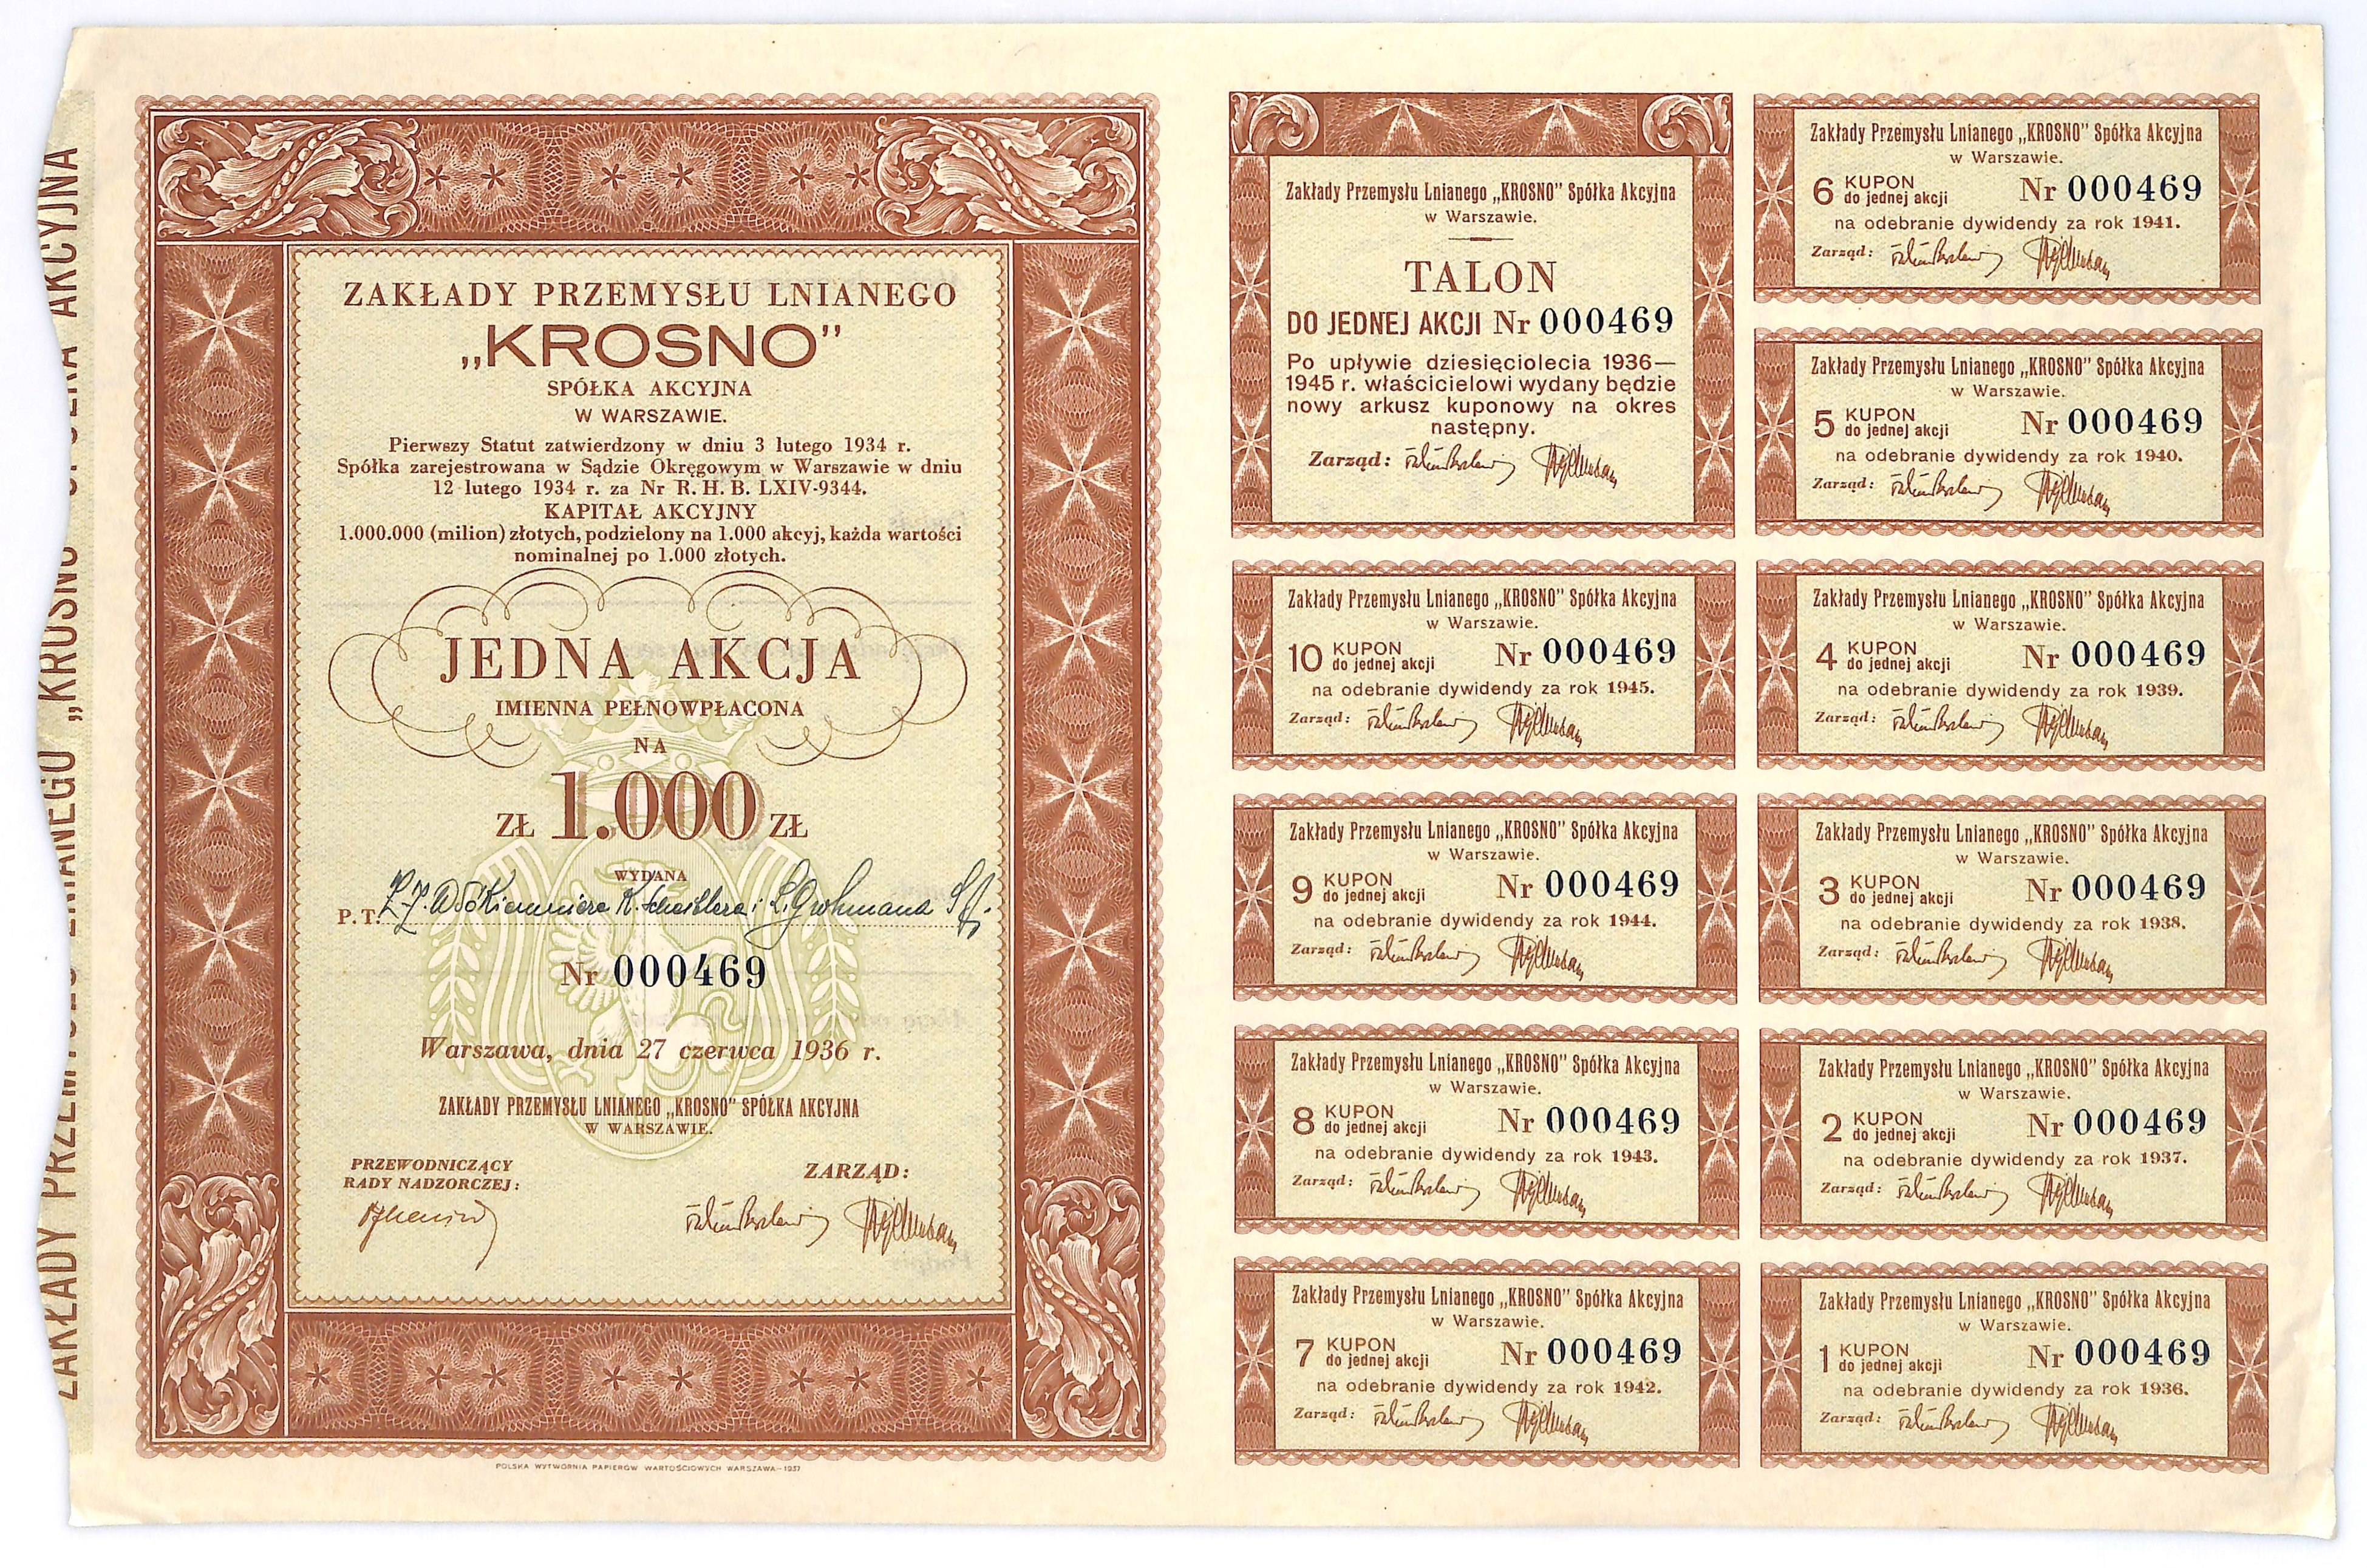 ZAKŁADY PRZEMYSŁU LNIANEGO „KROSNO" SPÓŁKA AKCYJNA
ZAKŁADY PRZEMYSŁU LNIANEGO
„KROSNO"
SPÓŁKA AKCYJNA
W WARSZAWIE.
Pierwszy Statut zatwierdzony w dniu 3 lutego 1934 r.
Spółka zarejestrowana w Sądzie Okręgowym w Warszawie w dniu
12 lutego 1934 r. za Nr R. H. B. LXIV-9344.
KAPITAŁ AKCYJNY
1.000.000 (milion) złotych, podzielony na 1.000 akcyj, każda wartości
nominalnej po 1.000 złotych.
JEDNA AKCJA
IMIENNA PEŁNOWPŁACONA
NA
ZŁ 1.000 ZŁ
WYDANA
P. T. Z.Z. Włókiennicze K. Scheiblera i L. Grohmana S.A.
Nr 000469
Warszawa, dnia 27 czerwca 1936 r.
ZAKŁADY PRZEMYSŁU LNIANEGO „KROSNO" SPÓŁKA AKCYJNA
W WARSZAWIE.
PRZEWODNICZĄCY
RADY NADZORCZEJ:
ZARZĄD:
POLSKA WYTWÓRNIA PAPIERÓW WARTOŚCIOWYCH WARSZAWA—1937
Zakłady Przemysłu Lnianego „KROSNO" Spółka Akcyjna
w Warszawie.
TALON
DO JEDNEJ AKCJI Nr 000469
Po upływie dziesięciolecia 1936—
1945 r. właścicielowi wydany będzie
nowy arkusz kuponowy na okres
następny.
Zarząd:
Zakłady Przemysłu Lnianego „KROSNO" Spółka Akcyjna
w Warszawie.
10 KUPON do jednej akcji Nr 000469
na odebranie dywidendy za rok 1945.
Zarząd:
Zakłady Przemysłu Lnianego „KROSNO" Spółka Akcyjna
w Warszawie.
9 KUPON do jednej akcji Nr 000469
na odebranie dywidendy za rok 1944.
Zarząd:
Zakłady Przemysłu Lnianego „KROSNO" Spółka Akcyjna
w Warszawie.
8 KUPON do jednej akcji Nr 000469
na odebranie dywidendy za rok 1943.
Zarząd:
Zakłady Przemysłu Lnianego „KROSNO" Spółka Akcyjna
w Warszawie.
7 KUPON do jednej akcji Nr 000469
na odebranie dywidendy za rok 1942.
Zarząd:
Zakłady Przemysłu Lnianego „KROSNO" Spółka Akcyjna
w Warszawie.
6 KUPON do jednej akcji Nr 000469
na odebranie dywidendy za rok 1941.
Zarząd:
Zakłady Przemysłu Lnianego „KROSNO" Spółka Akcyjna
w Warszawie.
5 KUPON do jednej akcji Nr 000469
na odebranie dywidendy za rok 1940.
Zarząd:
Zakłady Przemysłu Lnianego „KROSNO" Spółka Akcyjna
w Warszawie.
4 KUPON do jednej akcji Nr 000469
na odebranie dywidendy za rok 1939.
Zarząd:
Zakłady Przemysłu Lnianego „KROSNO" Spółka Akcyjna
w Warszawie.
3 KUPON do jednej akcji Nr 000469
na odebranie dywidendy za rok 1938.
Zarząd:
Zakłady Przemysłu Lnianego „KROSNO" Spółka Akcyjna
w Warszawie.
2 KUPON do jednej akcji Nr 000469
na odebranie dywidendy za rok 1937.
Zarząd:
Zakłady Przemysłu Lnianego „KROSNO" Spółka Akcyjna
w Warszawie.
1 KUPON do jednej akcji Nr 000469
na odebranie dywidendy za rok 1936.
Zarząd: